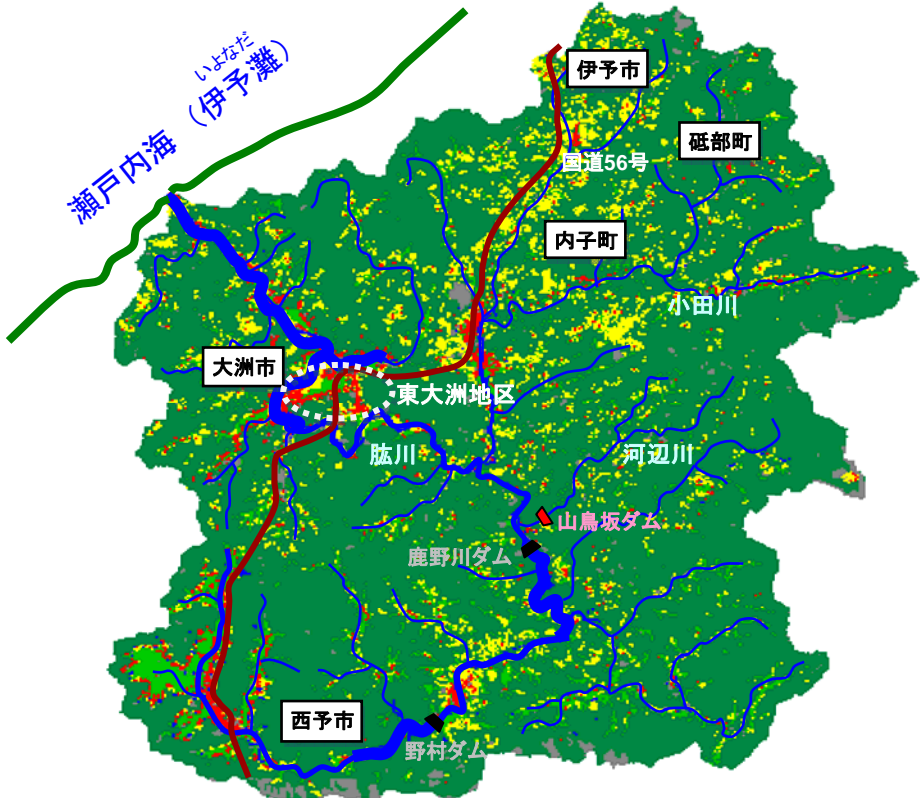 いよなだ
瀬戸内海（伊予灘）
伊予市
砥部町
国道56号
内子町
小田川
大洲市
東大洲地区
肱川
河辺川
山鳥坂ダム
鹿野川ダム
西予市
野村ダム